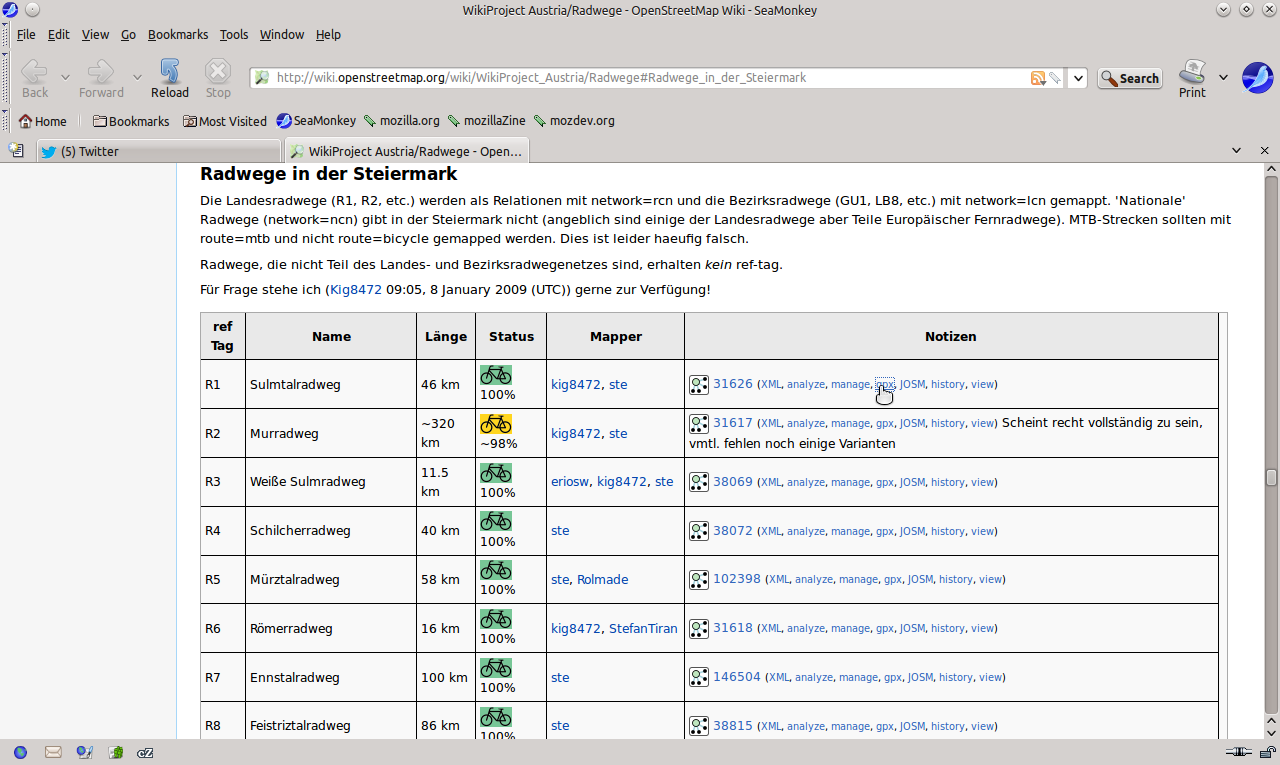 WikiProject Austria/Radwege - OpenStreetMap Wiki - SeaMonkey
File Edit View Go Bookmarks Tools Window Help
Back Forward Reload Stop http://wiki.openstreetmap.org/wiki/WikiProject_Austria/Radwege#Radwege_in_der_Steiermark Search Print
Home Bookmarks Most Visited SeaMonkey mozilla.org mozillaZine mozdev.org
(5) Twitter WikiProject Austria/Radwege - Open...
Radwege in der Steiermark
Die Landesradwege (R1, R2, etc.) werden als Relationen mit network=rcn und die Bezirksradwege (GU1, LB8, etc.) mit network=lcn gemappt. 'Nationale'
Radwege (network=ncn) gibt in der Steiermark nicht (angeblich sind einige der Landesradwege aber Teile Europäischer Fernradwege). MTB-Strecken sollten mit
route=mtb und nicht route=bicycle gemapped werden. Dies ist leider haeufig falsch.
Radwege, die nicht Teil des Landes- und Bezirksradwegenetzes sind, erhalten kein ref-tag.
Für Frage stehe ich (Kig8472 09:05, 8 January 2009 (UTC)) gerne zur Verfügung!
ref Tag Name Länge Status Mapper Notizen
R1 Sulmtalradweg 46 km 100% kig8472, ste 31626 (XML, analyze, manage, gpx, JOSM, history, view)
R2 Murradweg ~320 km ~98% kig8472, ste 31617 (XML, analyze, manage, gpx, JOSM, history, view) Scheint recht vollständig zu sein,
vmtl. fehlen noch einige Varianten
R3 Weiße Sulmradweg 11.5 km 100% eriosw, kig8472, ste 38069 (XML, analyze, manage, gpx, JOSM, history, view)
R4 Schilcherradweg 40 km 100% ste 38072 (XML, analyze, manage, gpx, JOSM, history, view)
R5 Mürztalradweg 58 km 100% ste, Rolmade 102398 (XML, analyze, manage, gpx, JOSM, history, view)
R6 Römerradweg 16 km 100% kig8472, StefanTiran 31618 (XML, analyze, manage, gpx, JOSM, history, view)
R7 Ennstalradweg 100 km 100% ste 146504 (XML, analyze, manage, gpx, JOSM, history, view)
R8 Feistriztalradweg 86 km 100% ste 38815 (XML, analyze, manage, gpx, JOSM, history, view)
cZ